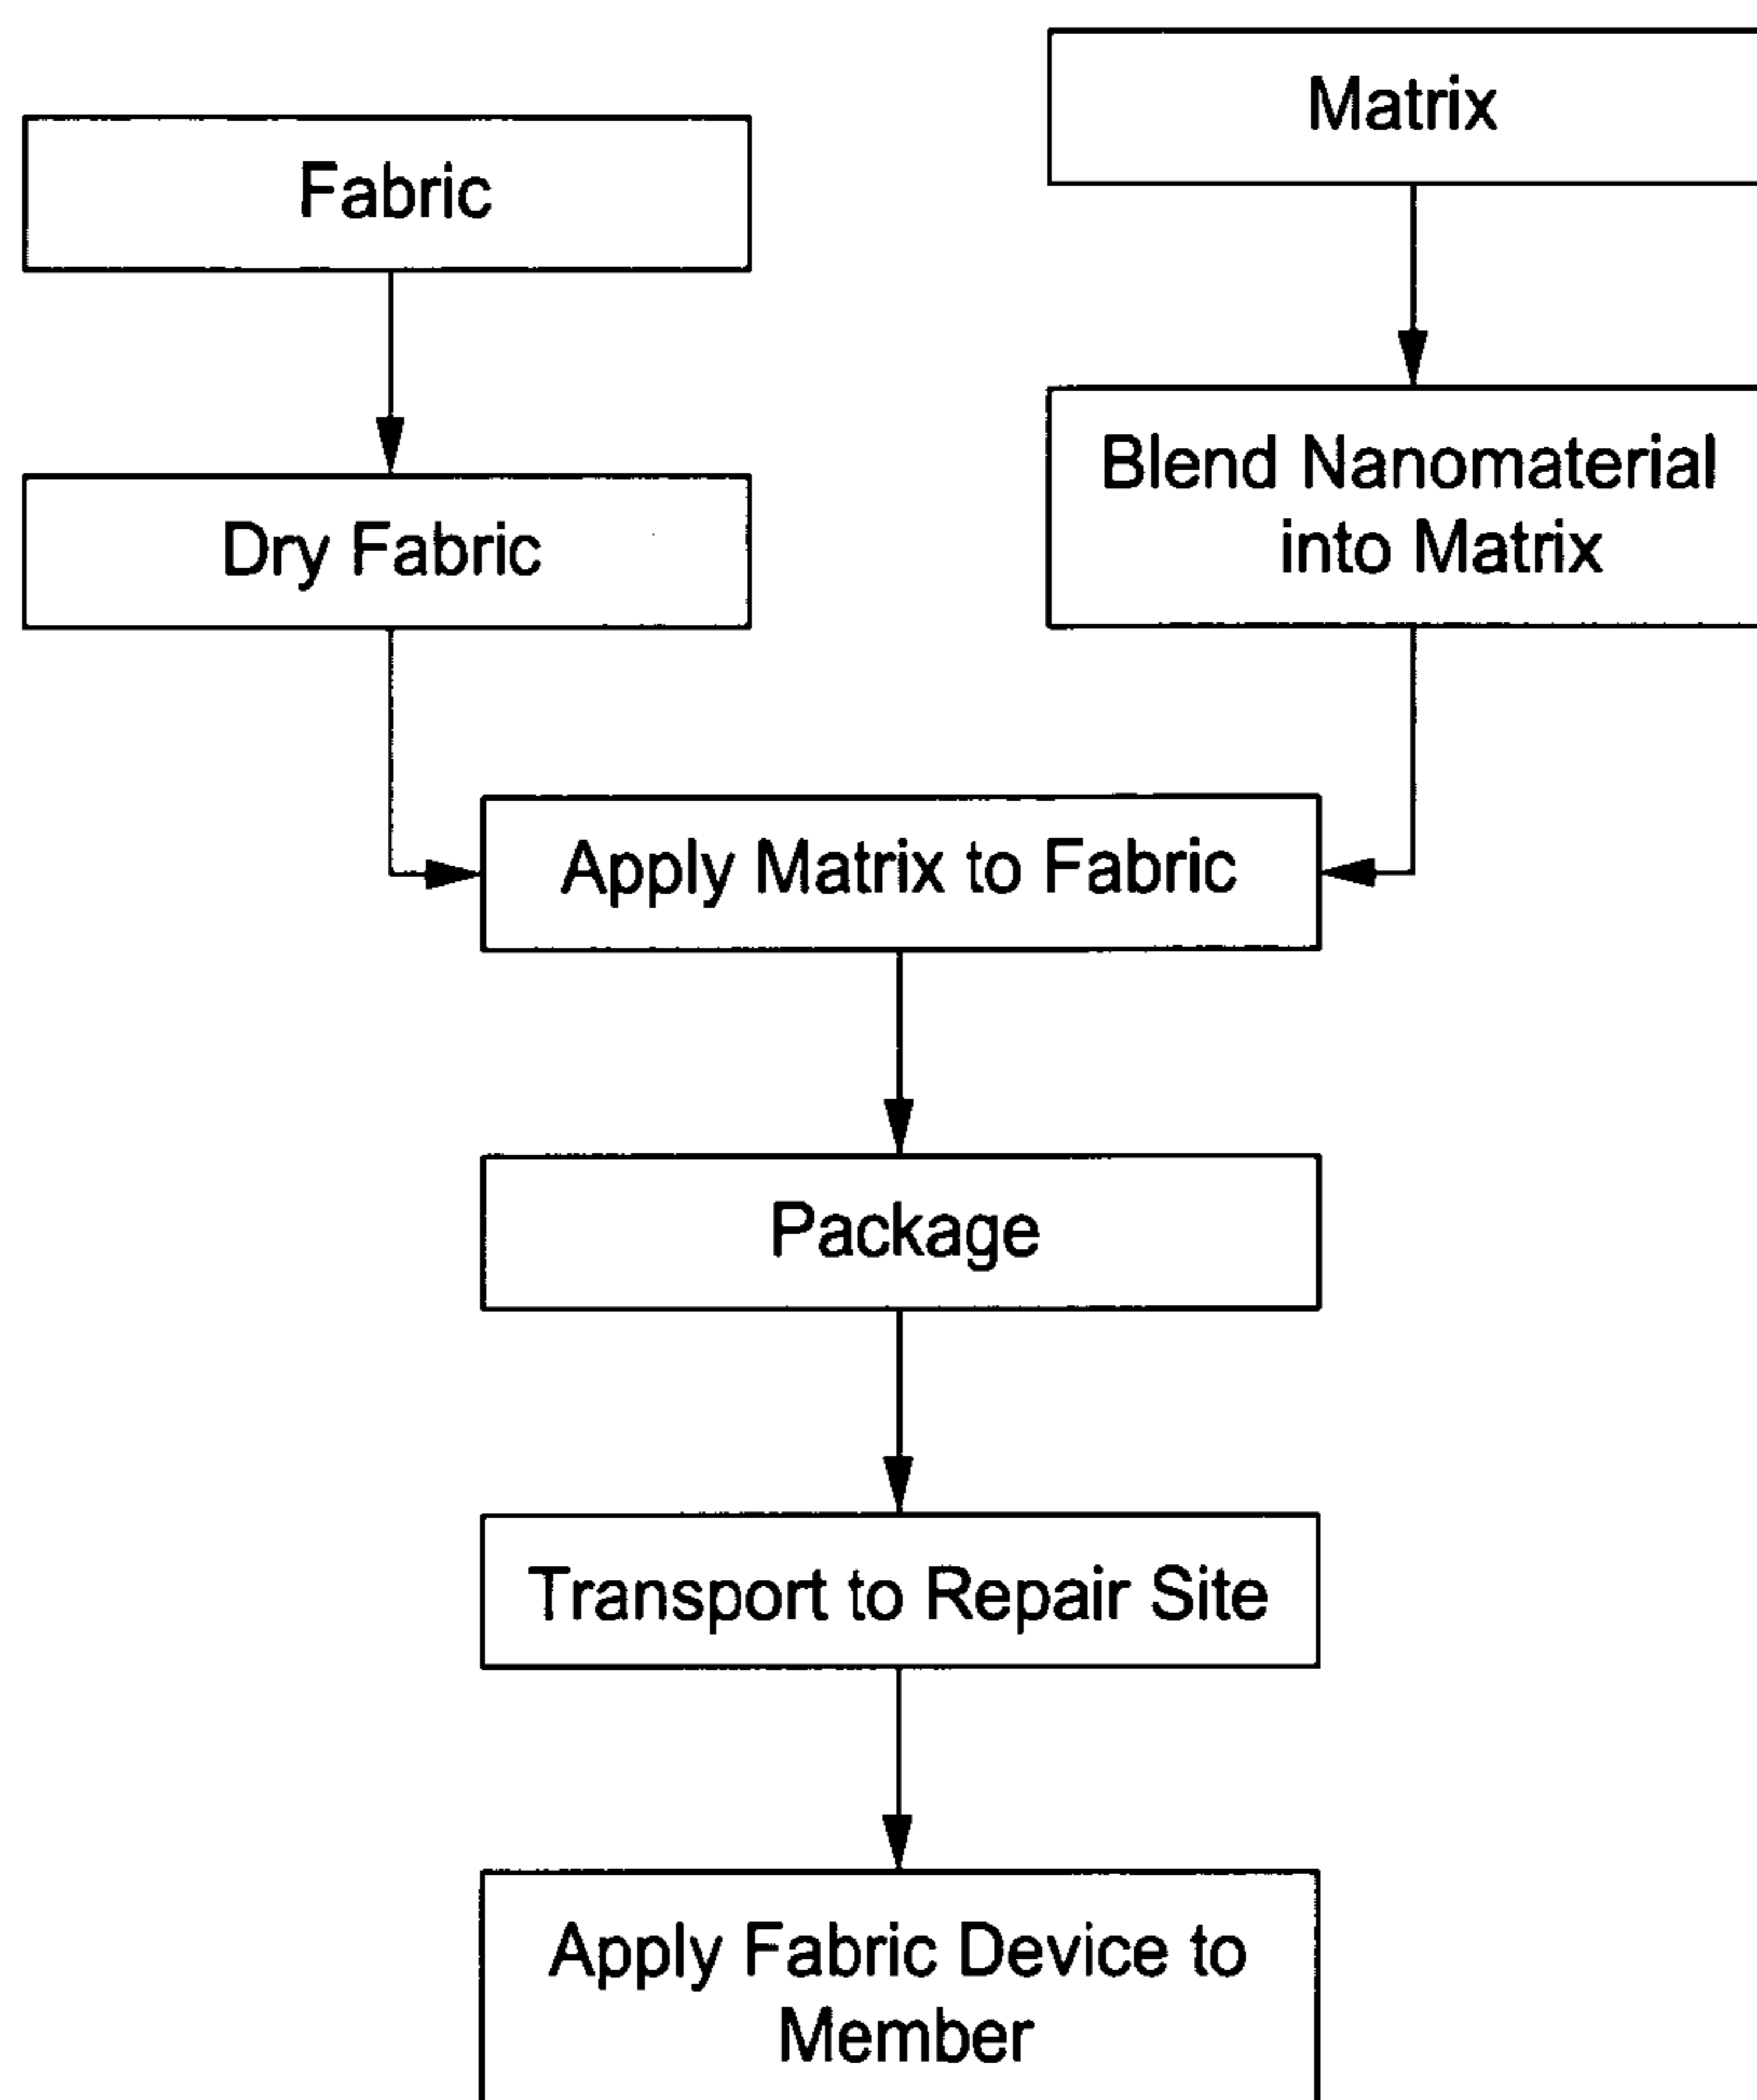 Matrix
Fabric
Blend Nanomaterial
into Matrix
Dry Fabric
Apply Matrix to Fabric
Package
Transport to Repair Site
Apply Fabric Device to
Member